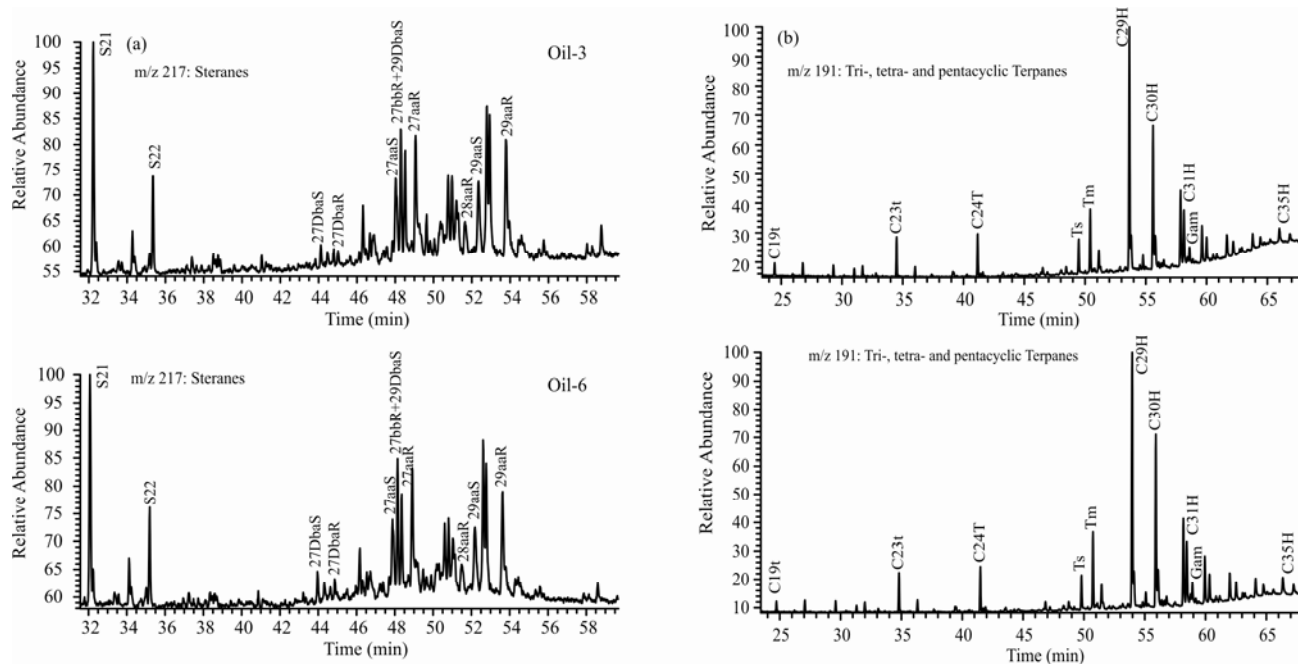 (a)
Oil-3
m/z 217: Steranes
Relative Abundance
100
95
90
85
80
75
70
65
60
55
S21
S22
27DbaS
27DbaR
27aaS
27bbR+29DbaS
27aaR
28aaR
29aaS
29aaR
32 34 36 38 40 42 44 46 48 50 52 54 56 58
Time (min)
(b)
m/z 191: Tri-, tetra- and pentacyclic Terpanes
Relative Abundance
100
90
80
70
60
50
40
30
20
C19t
C23t
C24T
Ts
Tm
C29H
C30H
C31H
Gam
C35H
25 30 35 40 45 50 55 60 65
Time (min)
m/z 217: Steranes
Oil-6
Relative Abundance
100
95
90
85
80
75
70
65
60
S21
S22
27DbaS
27DbaR
27aaS
27bbR+29DbaS
27aaR
28aaR
29aaS
29aaR
32 34 36 38 40 42 44 46 48 50 52 54 56 58
Time (min)
m/z 191: Tri-, tetra- and pentacyclic Terpanes
Relative Abundance
100
90
80
70
60
50
40
30
20
10
C19t
C23t
C24T
Ts
Tm
C29H
C30H
C31H
Gam
C35H
25 30 35 40 45 50 55 60 65
Time (min)